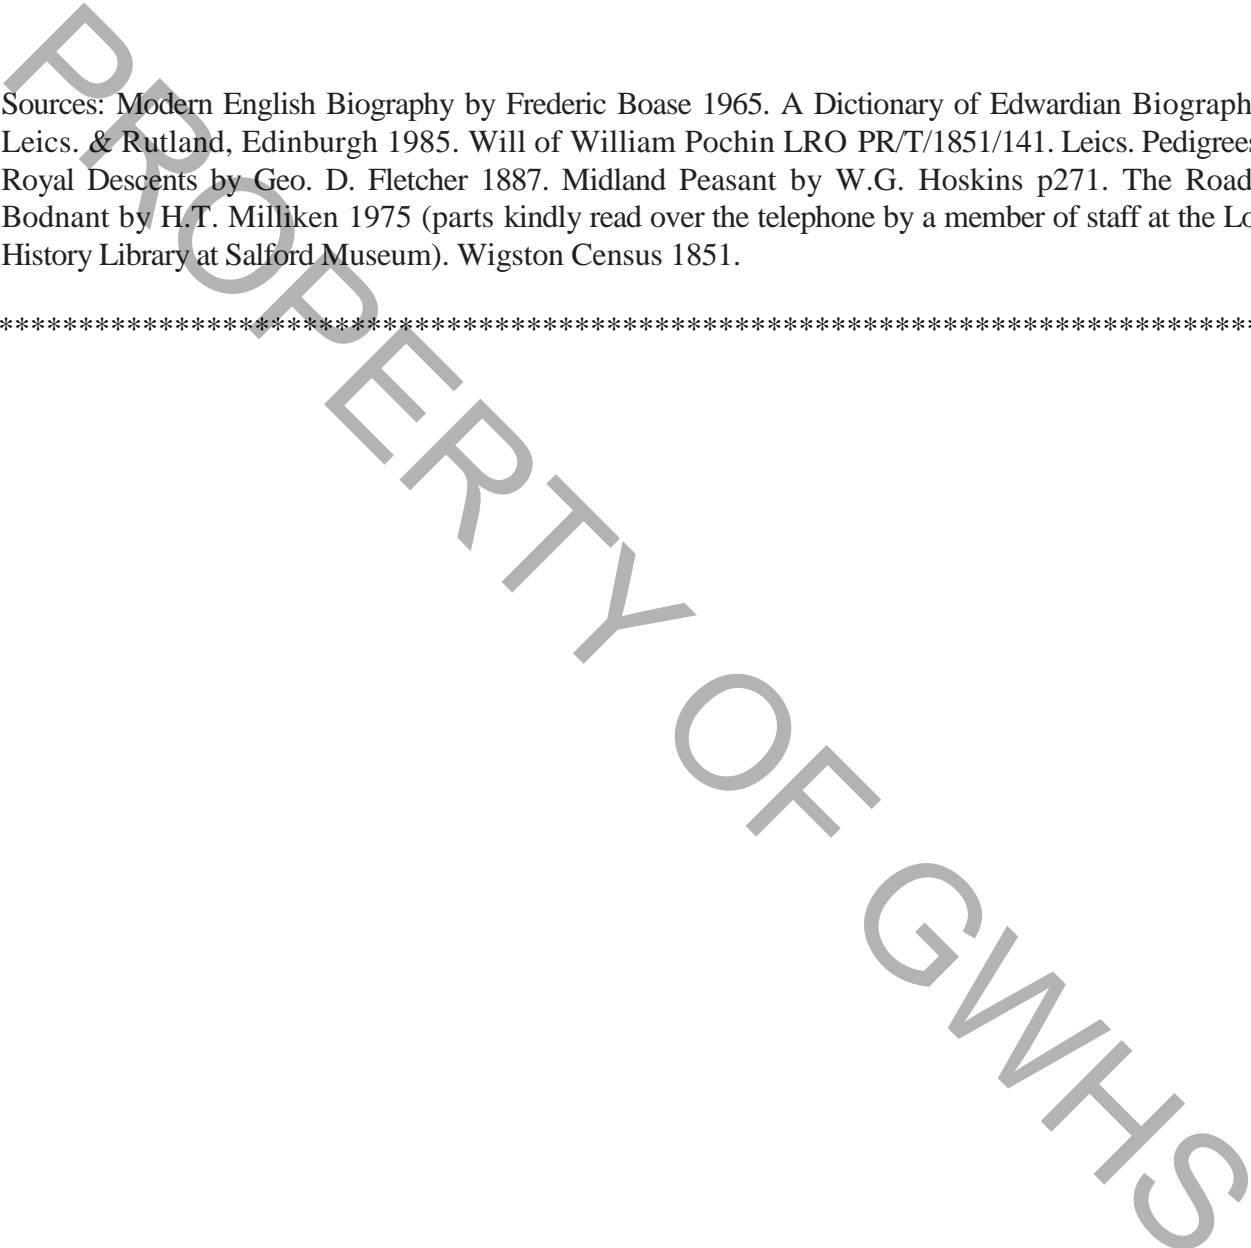 Sources: Modern English Biography by Frederic Boase 1965. A Dictionary of Edwardian Biograph
Leics. & Rutland, Edinburgh 1985. Will of William Pochin LRO PR/T/1851/141. Leics. Pedigrees
Royal Descents by Geo. D. Fletcher 1887. Midland Peasant by W.G. Hoskins p271. The Road
Bodnant by H.T. Milliken 1975 (parts kindly read over the telephone by a member of staff at the Lo
History Library at Salford Museum). Wigston Census 1851.
*******************************************************************************
PROPERTY OF GWHS